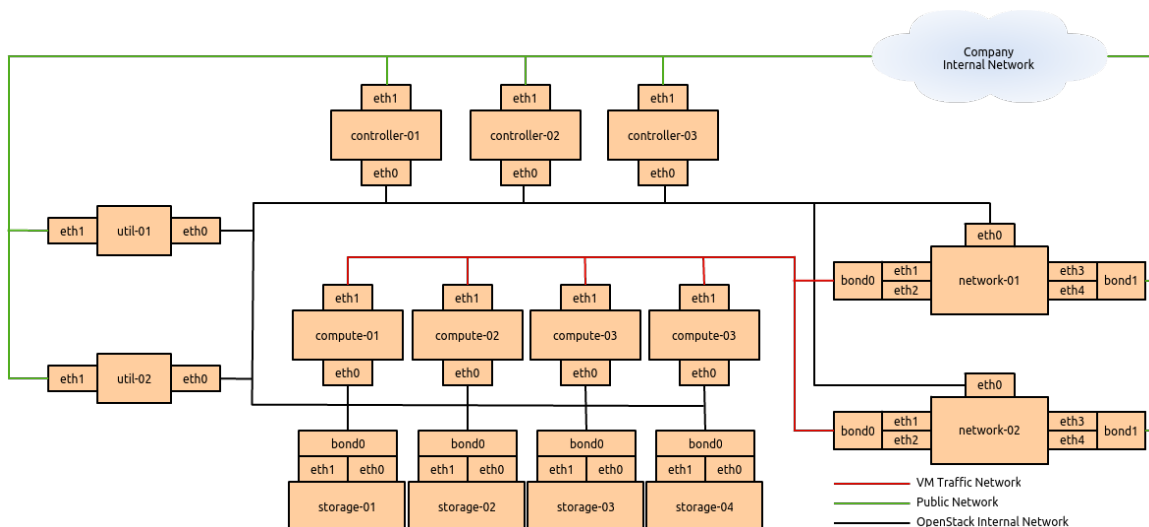 Company
Internal Network
eth1
eth1
eth1
controller-01
controller-02
controller-03
eth0
eth0
eth0
eth1
util-01
eth0
eth0
bond0
eth1
eth2
network-01
eth3
eth4
bond1
eth1
eth1
eth1
eth1
compute-01
compute-02
compute-03
compute-03
eth0
eth0
eth0
eth0
eth1
util-02
eth0
eth0
bond0
eth1
eth2
network-02
eth3
eth4
bond1
bond0
bond0
bond0
bond0
eth1
eth0
eth1
eth0
eth1
eth0
eth1
eth0
storage-01
storage-02
storage-03
storage-04
VM Traffic Network
Public Network
OpenStack Internal Network